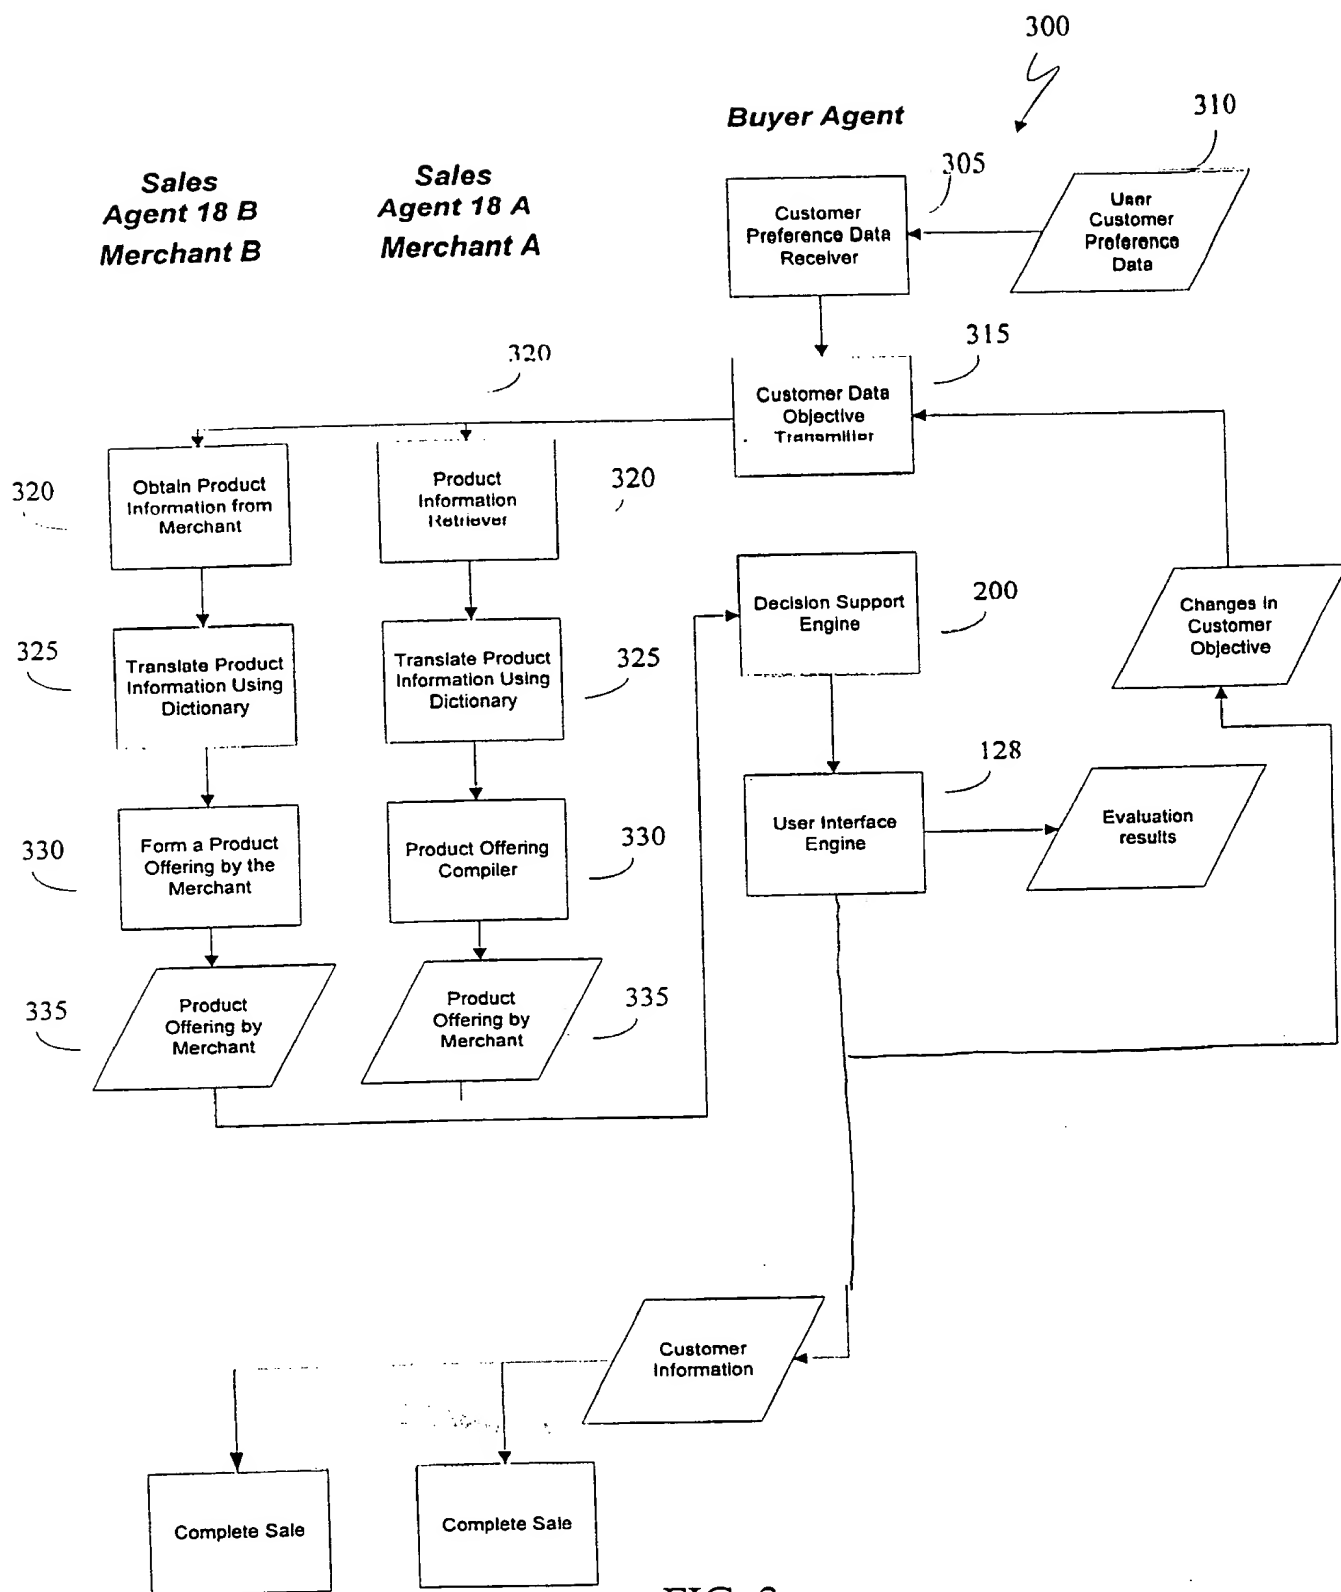 300
Buyer Agent
310
305
Sales
Agent 18 B
Merchant B
Sales
Agent 18 A
Merchant A
Customer
Preference Data
Receiver
User
Customer
Preference
Data
315
320
Customer Data
Objective
Transmitter
320
Obtain Product
Information from
Merchant
Product
Information
Retriever
320
Decision Support
Engine
200
Changes in
Customer
Objective
325
Translate Product
Information Using
Dictionary
Translate Product
Information Using
Dictionary
325
128
User Interface
Engine
Evaluation
results
330
Form a Product
Offering by the
Merchant
Product Offering
Compiler
330
335
Product
Offering by
Merchant
Product
Offering by
Merchant
335
Customer
Information
Complete Sale
Complete Sale